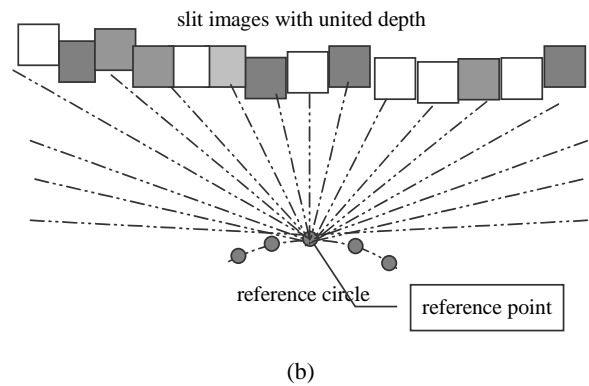 slit images with united depth
reference circle
reference point
(b)